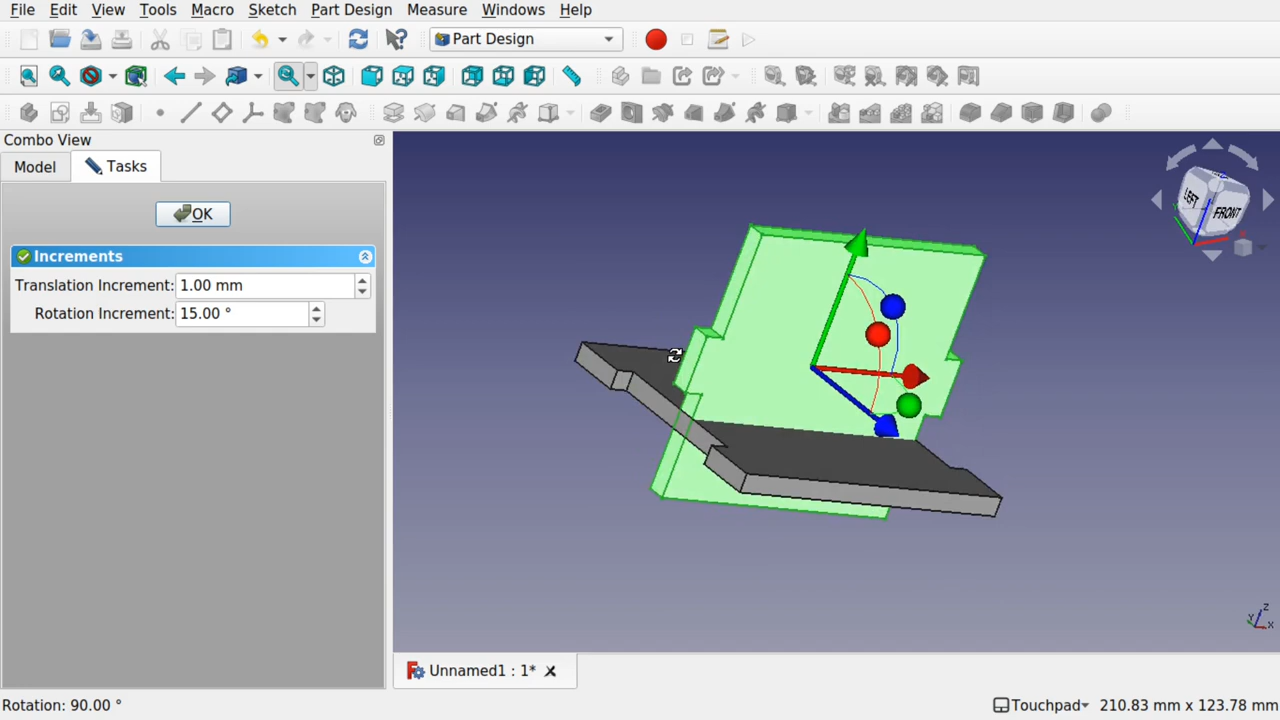 File Edit View Tools Macro Sketch Part Design Measure Windows Help
Part Design
Combo View
Model Tasks
OK
Increments
Translation Increment: 1.00 mm
Rotation Increment: 15.00 °
LEFT FRONT
Z
Y
X
Unnamed1 : 1*
Rotation: 90.00 ° Touchpad 210.83 mm x 123.78 mm